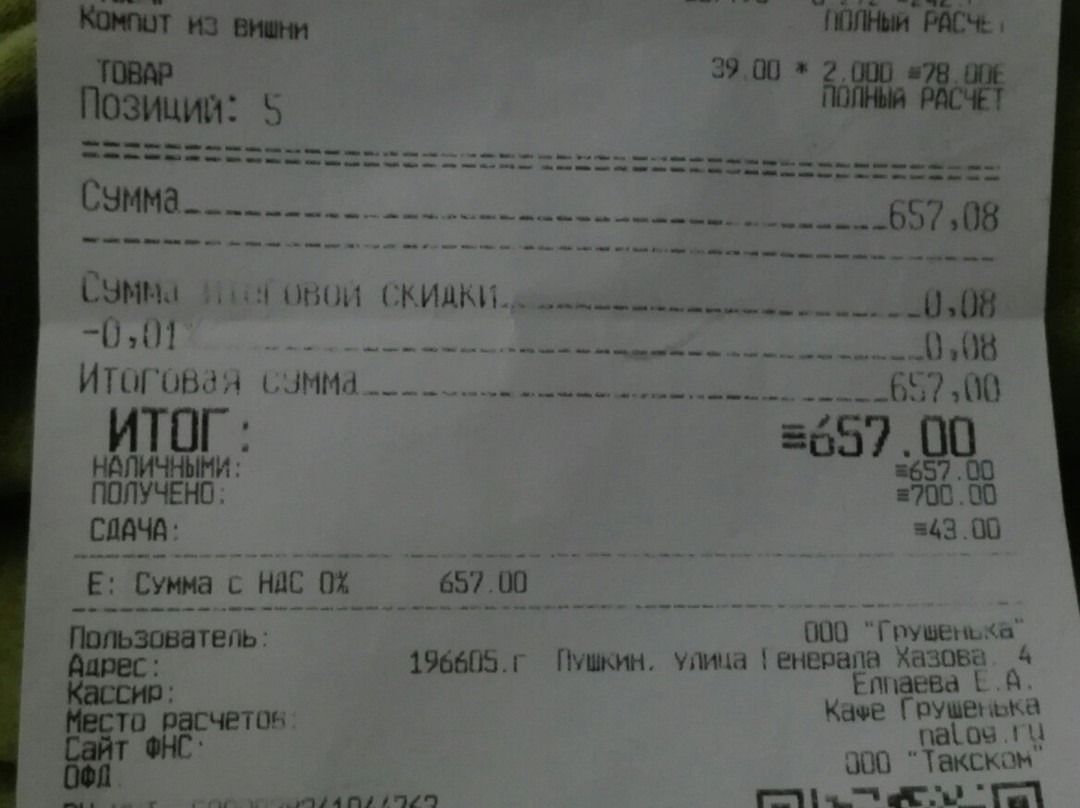 Компот из вишни
ПОЛНЫЙ РАСЧЕТ
ТОВАР 39.00 * 2.000 ≡78.00Е
ПОЛНЫЙ РАСЧЕТ
Позиций: 5
Сумма 657,08
Сумма итоговой скидки 0,08
-0,01 0,08
Итоговая сумма 657,00
ИТОГ: ≡657.00
НАЛИЧНЫМИ: ≡657.00
ПОЛУЧЕНО: ≡700.00
СДАЧА: ≡43.00
Е: Сумма с НДС 0% 657.00
Пользователь: ООО "Грушенька"
Адрес: 196605.г Пушкин. улица Генерала Хазова. 4
Кассир: Елпаева Е.А.
Место расчетов: Кафе Грушенька
Сайт ФНС: nalog.ru
ОФД ООО "Такском"